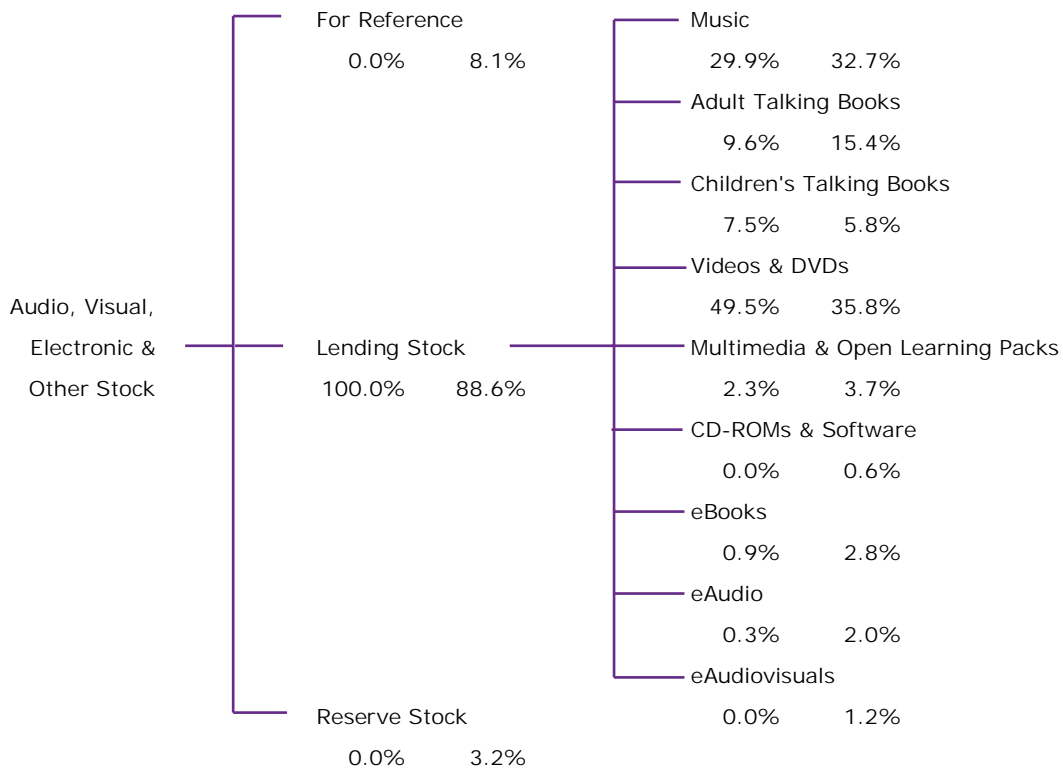 For Reference
0.0% 8.1%
Music
29.9% 32.7%
Adult Talking Books
9.6% 15.4%
Children's Talking Books
7.5% 5.8%
Videos & DVDs
49.5% 35.8%
Audio, Visual,
Electronic &
Other Stock
Lending Stock
100.0% 88.6%
Multimedia & Open Learning Packs
2.3% 3.7%
CD-ROMs & Software
0.0% 0.6%
eBooks
0.9% 2.8%
eAudio
0.3% 2.0%
eAudiovisuals
0.0% 1.2%
Reserve Stock
0.0% 3.2%